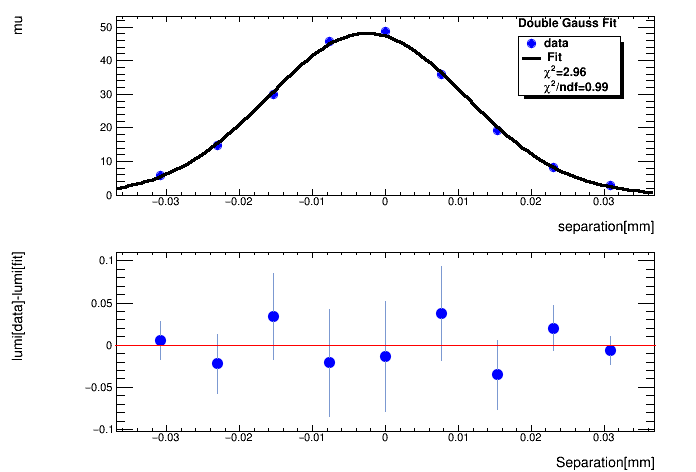 mu
Double Gauss Fit
data
Fit
χ²=2.96
χ²/ndf=0.99
50
40
30
20
10
0
−0.03 −0.02 −0.01 0 0.01 0.02 0.03
separation[mm]
lumi[data]-lumi[fit]
0.1
0.05
0
−0.05
−0.1
−0.03 −0.02 −0.01 0 0.01 0.02 0.03
Separation[mm]